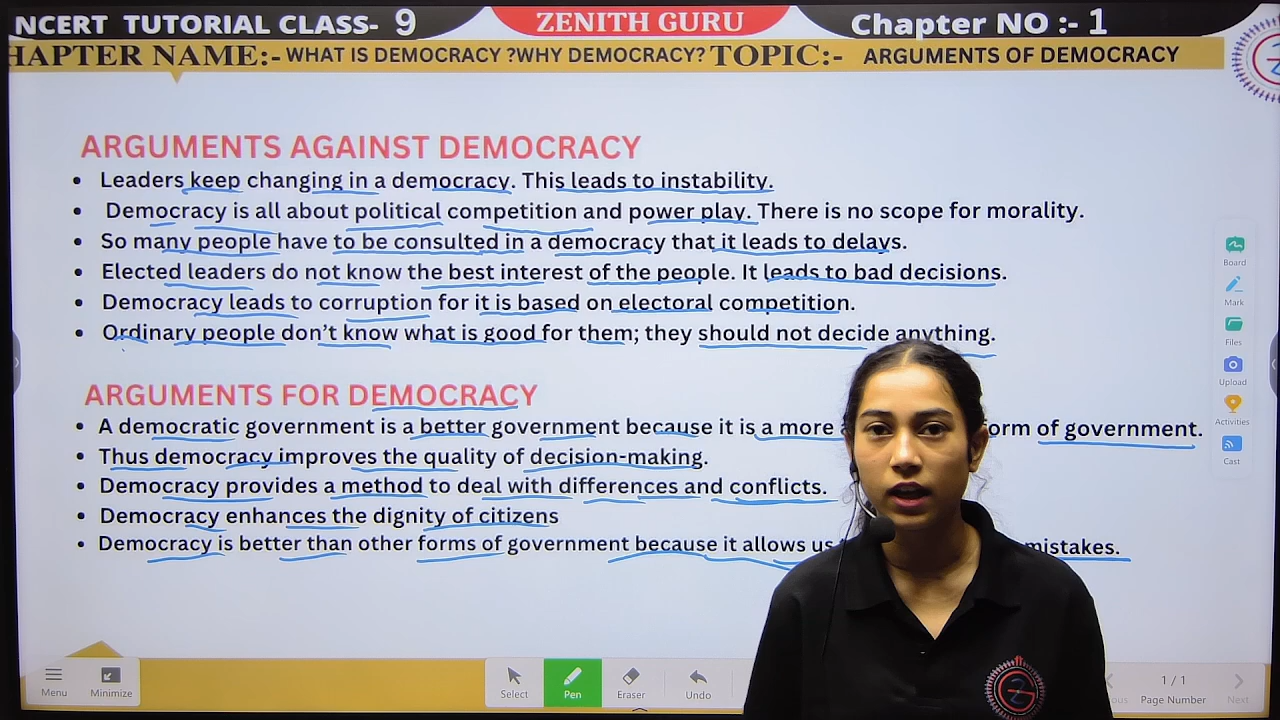 NCERT TUTORIAL CLASS- 9
ZENITH GURU
Chapter NO :- 1
HAPTER NAME:- WHAT IS DEMOCRACY ?WHY DEMOCRACY? TOPIC:- ARGUMENTS OF DEMOCRACY
ARGUMENTS AGAINST DEMOCRACY
• Leaders keep changing in a democracy. This leads to instability.
• Democracy is all about political competition and power play. There is no scope for morality.
• So many people have to be consulted in a democracy that it leads to delays.
• Elected leaders do not know the best interest of the people. It leads to bad decisions.
• Democracy leads to corruption for it is based on electoral competition.
• Ordinary people don't know what is good for them; they should not decide anything.
ARGUMENTS FOR DEMOCRACY
• A democratic government is a better government because it is a more orm of government.
• Thus democracy improves the quality of decision-making.
• Democracy provides a method to deal with differences and conflicts.
• Democracy enhances the dignity of citizens
• Democracy is better than other forms of government because it allows us mistakes.
Board
Mark
Files
Upload
Activities
Cast
Menu
Minimize
Select
Pen
Eraser
Undo
1 / 1
ous
Page Number
Next